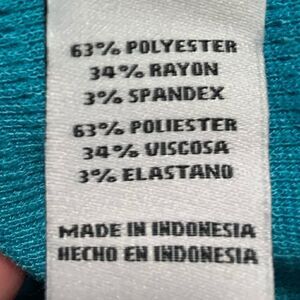 63% POLYESTER
34% RAYON
3% SPANDEX
63% POLIESTER
34% VISCOSA
3% ELASTANO
MADE IN INDONESIA
HECHO EN INDONESIA